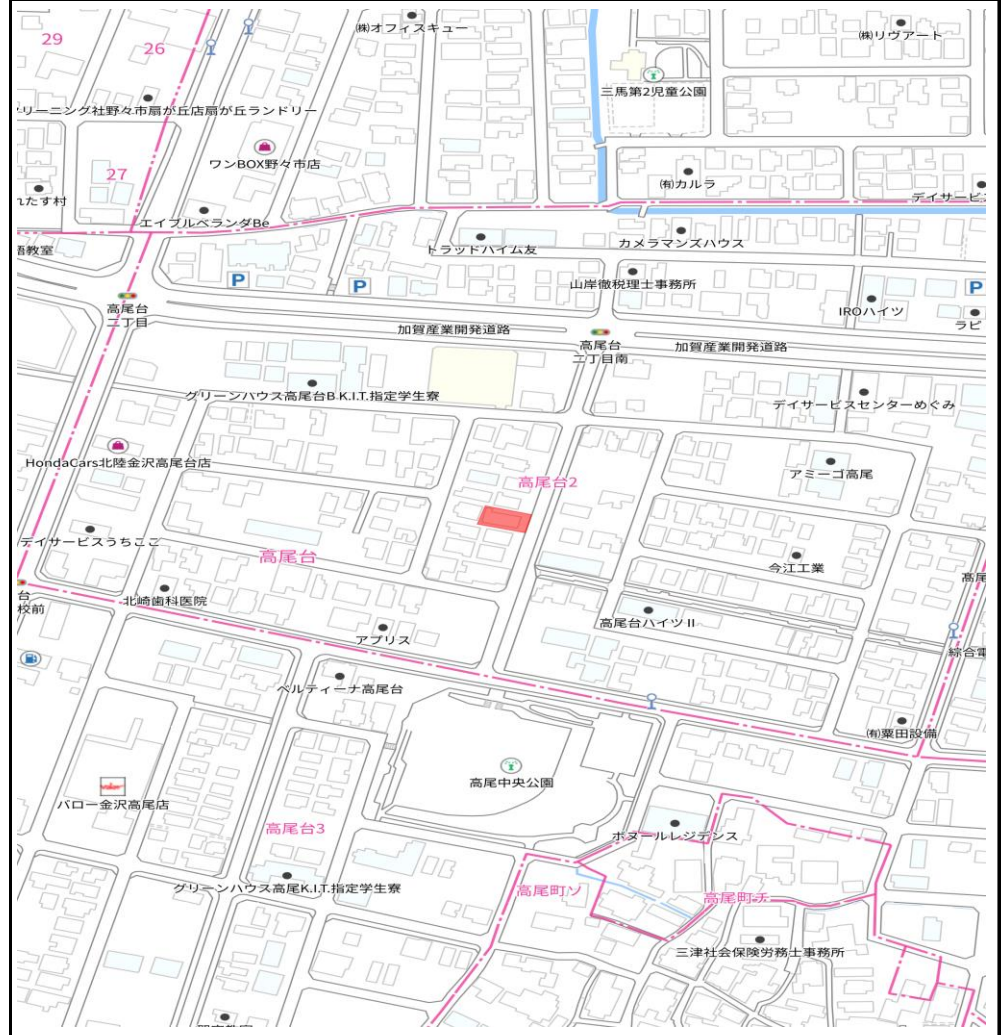 29
26
㈱オフィスキュー
㈱リヴアート
三馬第2児童公園
リーニング社野々市扇が丘店扇が丘ランドリー
ワンBOX野々市店
27
㈲カルラ
れたす村
デイサービス
エイブルベランダBe
語教室
トラッドハイム友
カメラマンズハウス
P
P
山岸徹税理士事務所
P
高尾台
二丁目
IROハイツ
ラピ
加賀産業開発道路
高尾台
二丁目南
加賀産業開発道路
グリーンハウス高尾台B K.I.T.指定学生寮
デイサービスセンターめぐみ
HondaCars北陸金沢高尾台店
アミーゴ高尾
高尾台2
デイサービスうちここ
高尾台
今江工業
高尾
台
校前
北崎歯科医院
高尾台ハイツⅡ
アプリス
綜合電
ベルティーナ高尾台
㈲粟田設備
高尾中央公園
バロー金沢高尾店
高尾台3
ボヌールレジデンス
グリーンハウス高尾K.I.T.指定学生寮
高尾町ソ
高尾町チ
三津社会保険労務士事務所